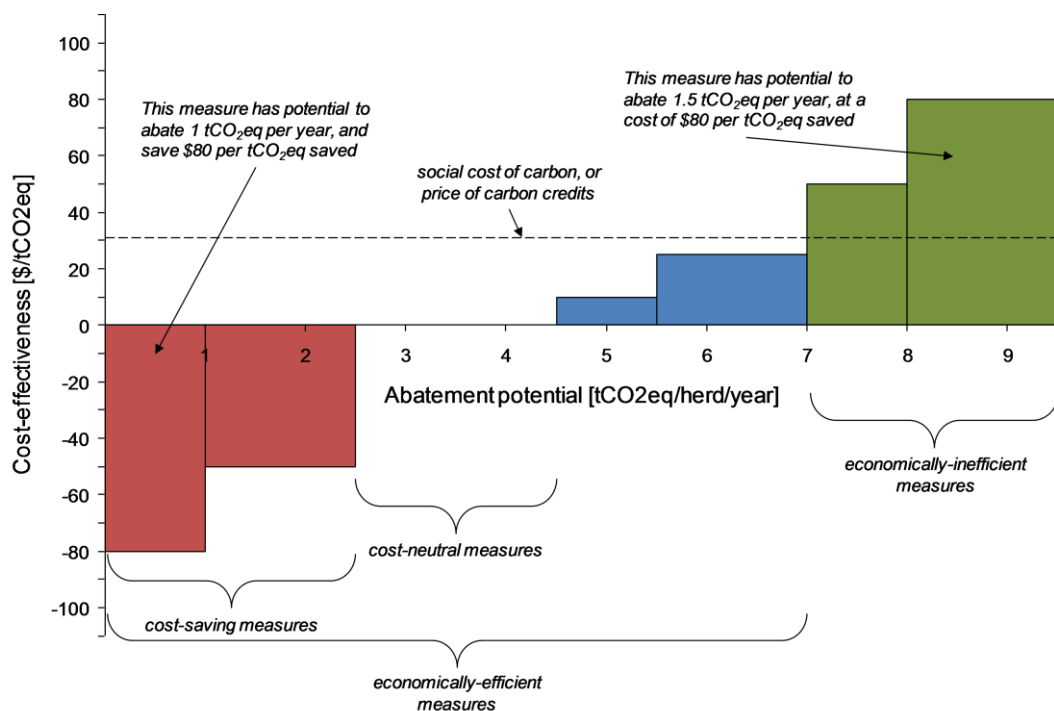 100
80
60
40
20
0
-20
-40
-60
-80
-100
Cost-effectiveness [$/tCO2eq]
This measure has potential to
abate 1 tCO₂eq per year, and
save $80 per tCO₂eq saved
social cost of carbon, or
price of carbon credits
This measure has potential to
abate 1.5 tCO₂eq per year, at a
cost of $80 per tCO₂eq saved
1
2
3
4
5
6
7
8
9
Abatement potential [tCO2eq/herd/year]
economically-inefficient
measures
cost-neutral measures
cost-saving measures
economically-efficient
measures